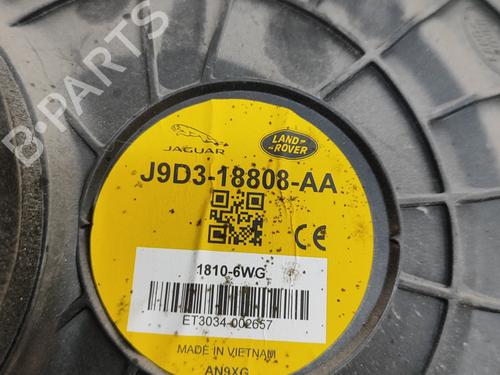 B-PARTS
JAGUAR
LAND
ROVER
J9D3-18808-AA
CE
1810-6WG
ET3034-002657
MADE IN VIETNAM
AN9XG